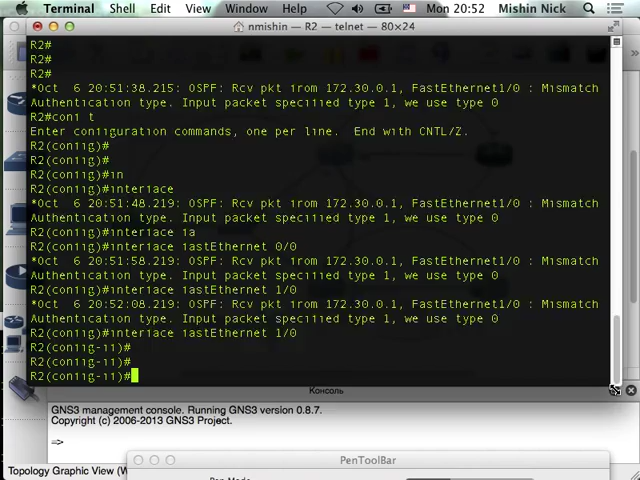 Terminal Shell Edit View Window Help Mon 20:52 Mishin Nick
nmishin — R2 — telnet — 80×24
R2#
R2#
R2#
*Oct  6 20:51:38.215: OSPF: Rcv pkt from 172.30.0.1, FastEthernet1/0 : Mismatch
Authentication type. Input packet specified type 1, we use type 0
R2#conf t
Enter configuration commands, one per line.  End with CNTL/Z.
R2(config)#
R2(config)#
R2(config)#in
R2(config)#interface
*Oct  6 20:51:48.219: OSPF: Rcv pkt from 172.30.0.1, FastEthernet1/0 : Mismatch
Authentication type. Input packet specified type 1, we use type 0
R2(config)#interface fa
R2(config)#interface fastEthernet 0/0
*Oct  6 20:51:58.219: OSPF: Rcv pkt from 172.30.0.1, FastEthernet1/0 : Mismatch
Authentication type. Input packet specified type 1, we use type 0
R2(config)#interface fastEthernet 1/0
*Oct  6 20:52:08.219: OSPF: Rcv pkt from 172.30.0.1, FastEthernet1/0 : Mismatch
Authentication type. Input packet specified type 1, we use type 0
R2(config)#interface fastEthernet 1/0
R2(config-if)#
R2(config-if)#
R2(config-if)#
Консоль
GNS3 management console. Running GNS3 version 0.8.7.
Copyright (c) 2006-2013 GNS3 Project.
=>
PenToolBar
Topology Graphic View (W